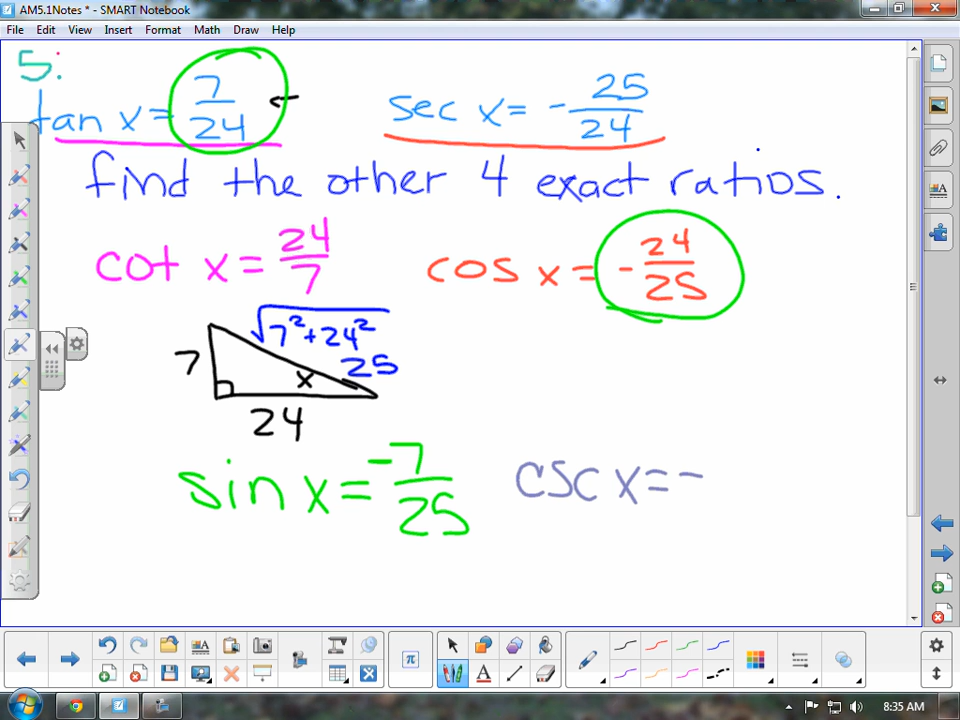 AM5.1Notes * - SMART Notebook
File Edit View Insert Format Math Draw Help
5.
tan x = 7/24 sec x = - 25/24
find the other 4 exact ratios.
cot x = 24/7 cos x = - 24/25
√7²+24²
7 x 25
24
sin x = -7/25 csc x = -
π
A
8:35 AM